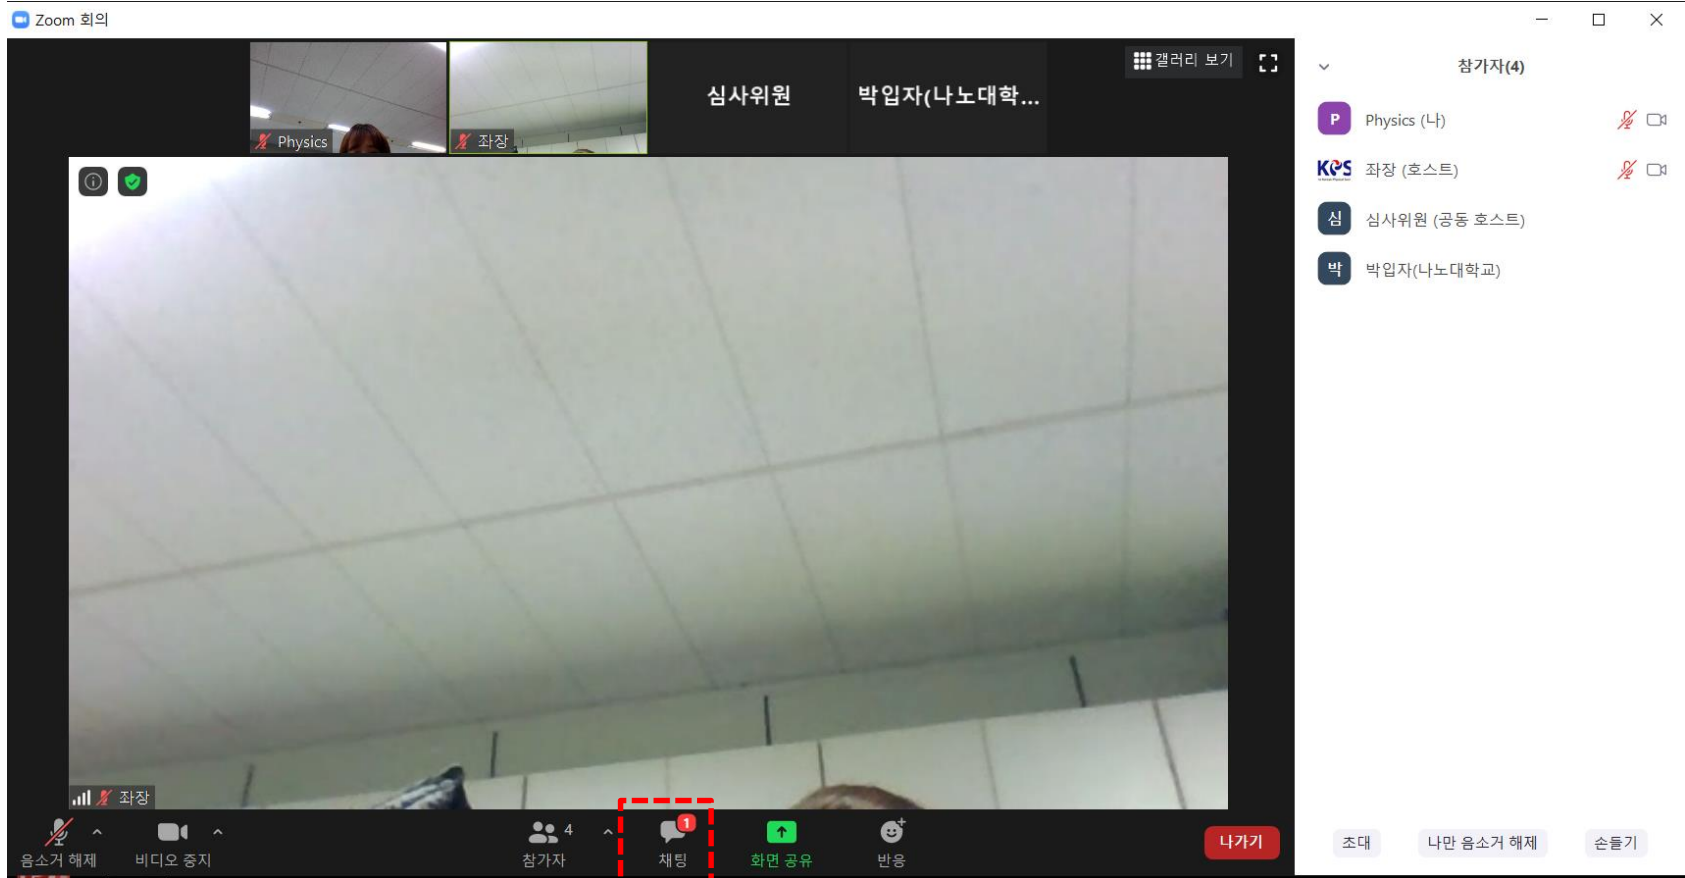 Zoom 회의
Physics
좌장
심사위원
박입자(나노대학...
갤러리 보기
참가자(4)
P Physics (나)
KPS 좌장 (호스트)
심 심사위원 (공동 호스트)
박 박입자(나노대학교)
좌장
음소거 해제
비디오 중지
4
참가자
1
채팅
화면 공유
반응
나가기
초대
나만 음소거 해제
손들기